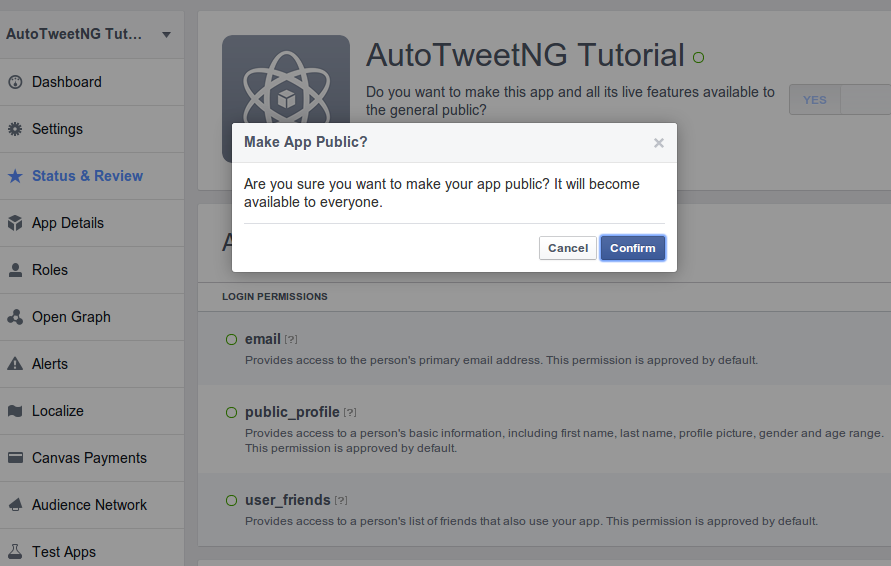 AutoTweetNG Tut...
Dashboard
Settings
Status & Review
App Details
Roles
Open Graph
Alerts
Localize
Canvas Payments
Audience Network
Test Apps
AutoTweetNG Tutorial
Do you want to make this app and all its live features available to
the general public?
YES
Make App Public?
×
Are you sure you want to make your app public? It will become
available to everyone.
Cancel
Confirm
LOGIN PERMISSIONS
email [?]
Provides access to the person's primary email address. This permission is approved by default.
public_profile [?]
Provides access to a person's basic information, including first name, last name, profile picture, gender and age range.
This permission is approved by default.
user_friends [?]
Provides access to a person's list of friends that also use your app. This permission is approved by default.